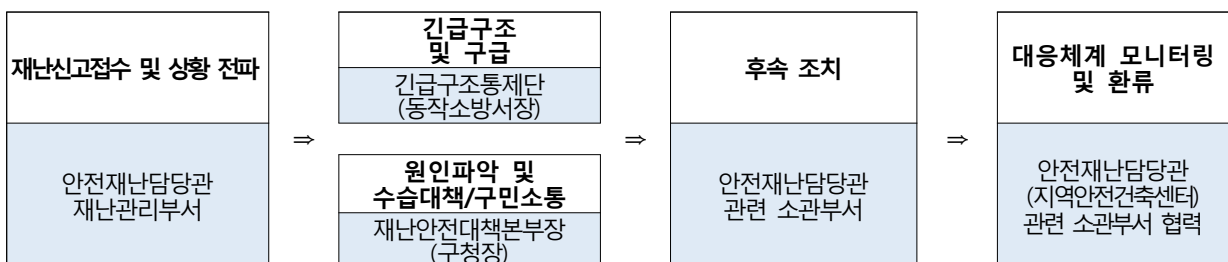 재난신고접수 및 상황 전파
안전재난담당관
재난관리부서
⇒
긴급구조
및 구급
긴급구조통제단
(동작소방서장)
원인파악 및
수습대책/구민소통
재난안전대책본부장
(구청장)
⇒
후속 조치
안전재난담당관
관련 소관부서
⇒
대응체계 모니터링
및 환류
안전재난담당관
(지역안전건축센터)
관련 소관부서 협력